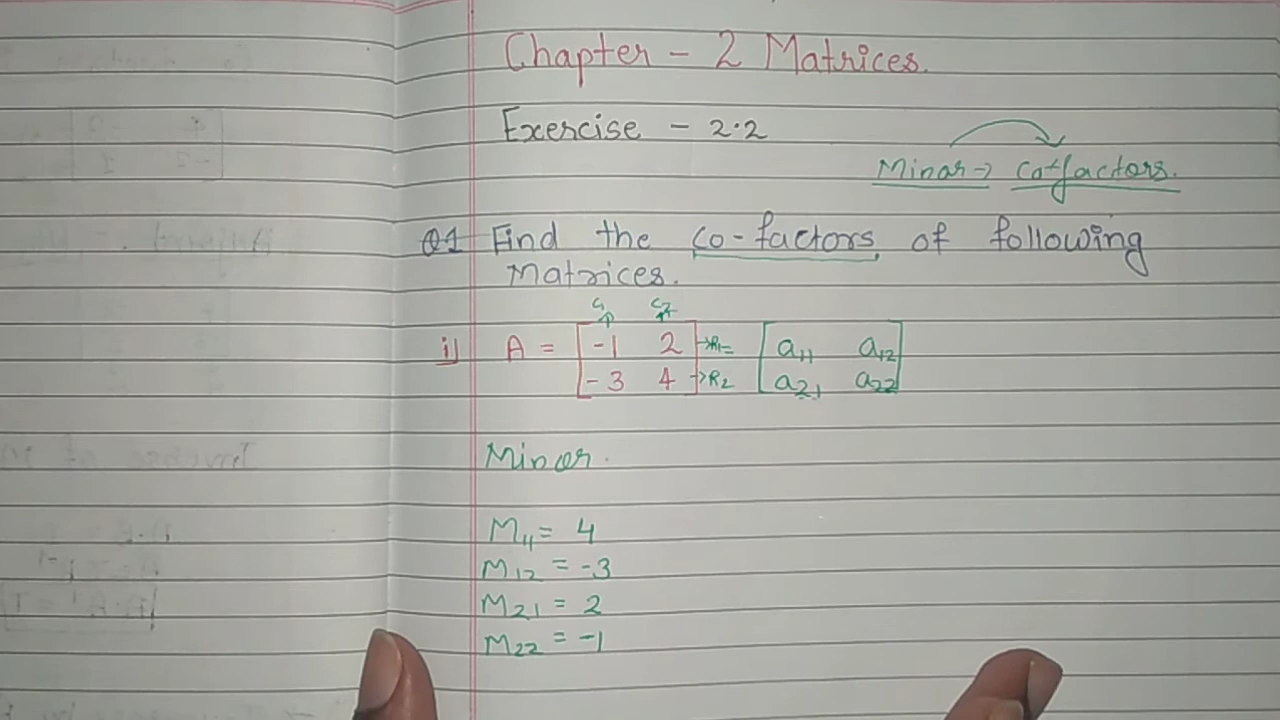 Chapter - 2 Matrices.
Exercise - 2.2
Minor → Co-factors.
Q1 Find the Co-factors of following
Matrices.
C1 C2
i) A = [-1 2] → R1 = [a11 a12]
[-3 4] → R2 [a21 a22]
Minor.
M11 = 4
M12 = -3
M21 = 2
M22 = -1